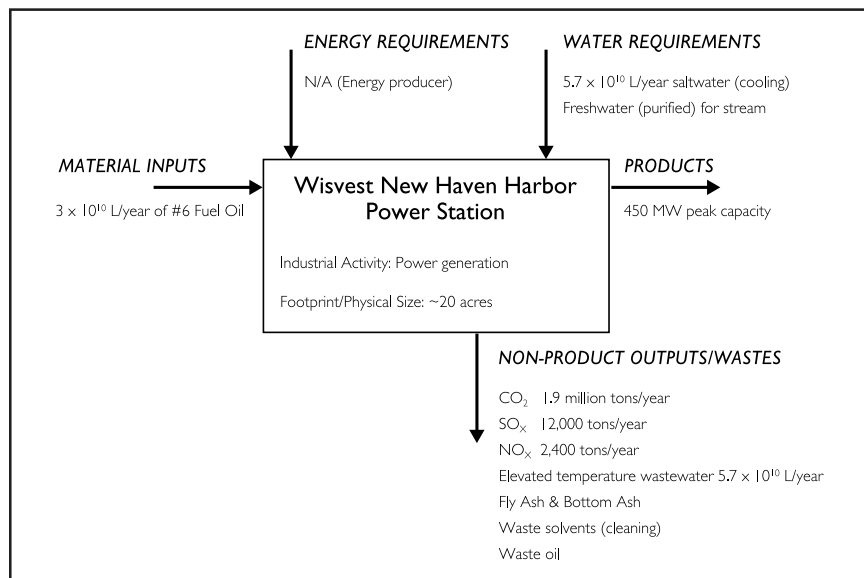 ENERGY REQUIREMENTS
N/A (Energy producer)
WATER REQUIREMENTS
5.7 x 10¹⁰ L/year saltwater (cooling)
Freshwater (purified) for stream
MATERIAL INPUTS
3 x 10¹⁰ L/year of #6 Fuel Oil
Wisvest New Haven Harbor
Power Station
Industrial Activity: Power generation
Footprint/Physical Size: ~20 acres
PRODUCTS
450 MW peak capacity
NON-PRODUCT OUTPUTS/WASTES
CO₂ 1.9 million tons/year
SOₓ 12,000 tons/year
NOₓ 2,400 tons/year
Elevated temperature wastewater 5.7 x 10¹⁰ L/year
Fly Ash & Bottom Ash
Waste solvents (cleaning)
Waste oil